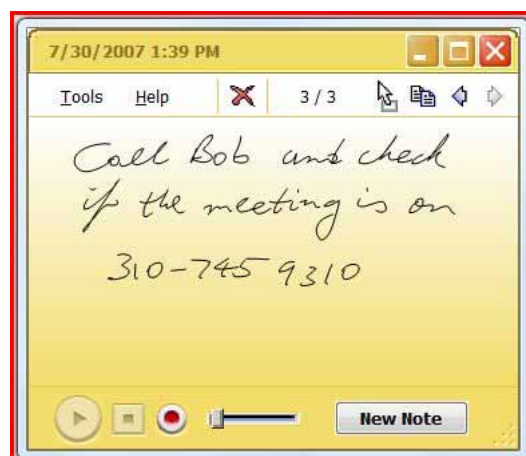 7/30/2007 1:39 PM
Tools Help 3 / 3
Call Bob and check
if the meeting is on
310-745 9310
New Note